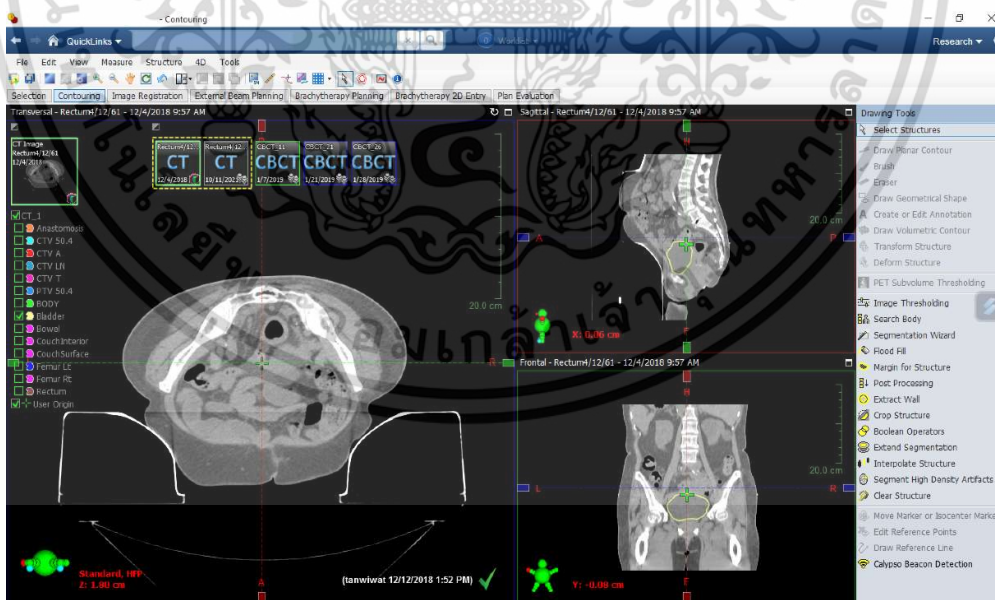 - Contouring
QuickLinks
Research
File Edit View Measure Structure 4D Tools
Selection Contouring Image Registration External Beam Planning Brachytherapy Planning Brachytherapy 2D Entry Plan Evaluation
Transversal - Rectum4/12/61 - 12/4/2018 9:57 AM
CT Image
Rectum4/12/61
12/4/2018
Rectum4/12..
CT
12/4/2018
Rectum4/12..
CT
CBCT_11
CBCT
1/7/2019
CBCT_21
CBCT
1/21/2019
CBCT_26
CBCT
1/28/2019
CT_1
Anastomosis
CTV 50.4
CTV A
CTV LN
CTV T
PTV 50.4
BODY
Bladder
Bowel
CouchInterior
CouchSurface
Femur Lt
Femur Rt
Rectum
User Origin
20.0 cm
R
A
Standard, HFP
Z: 1.90 cm
(tanwiwat 12/12/2018 1:52 PM)
Sagittal - Rectum4/12/61 - 12/4/2018 9:57 AM
H
A
P
20.0 cm
X: 0.06 cm
F
Frontal - Rectum4/12/61 - 12/4/2018 9:57 AM
H
L
R
20.0 cm
Y: -0.08 cm
F
Drawing Tools
Select Structures
Draw Planar Contour
Brush
Eraser
Draw Geometrical Shape
Create or Edit Annotation
Draw Volumetric Contour
Transform Structure
Deform Structure
PET Subvolume Thresholding
Image Thresholding
Search Body
Segmentation Wizard
Flood Fill
Margin for Structure
Post Processing
Extract Wall
Crop Structure
Boolean Operators
Extend Segmentation
Interpolate Structure
Segment High Density Artifacts
Clear Structure
Move Marker or Isocenter Marke
Edit Reference Points
Draw Reference Line
Calypso Beacon Detection